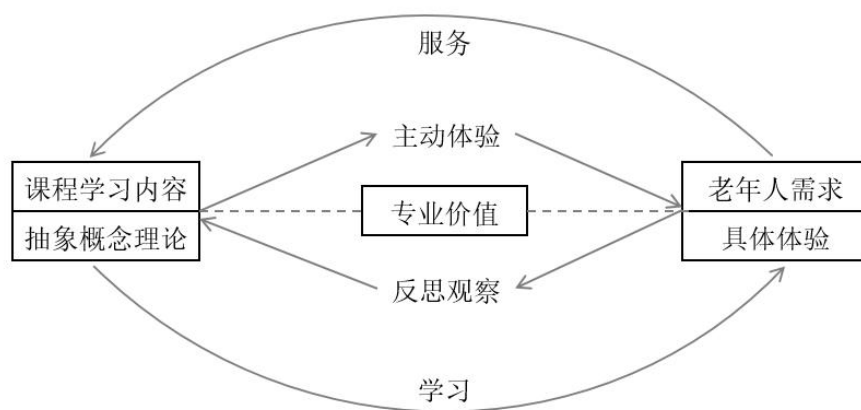 服务
主动体验
课程学习内容
老年人需求
专业价值
抽象概念理论
具体体验
反思观察
学习